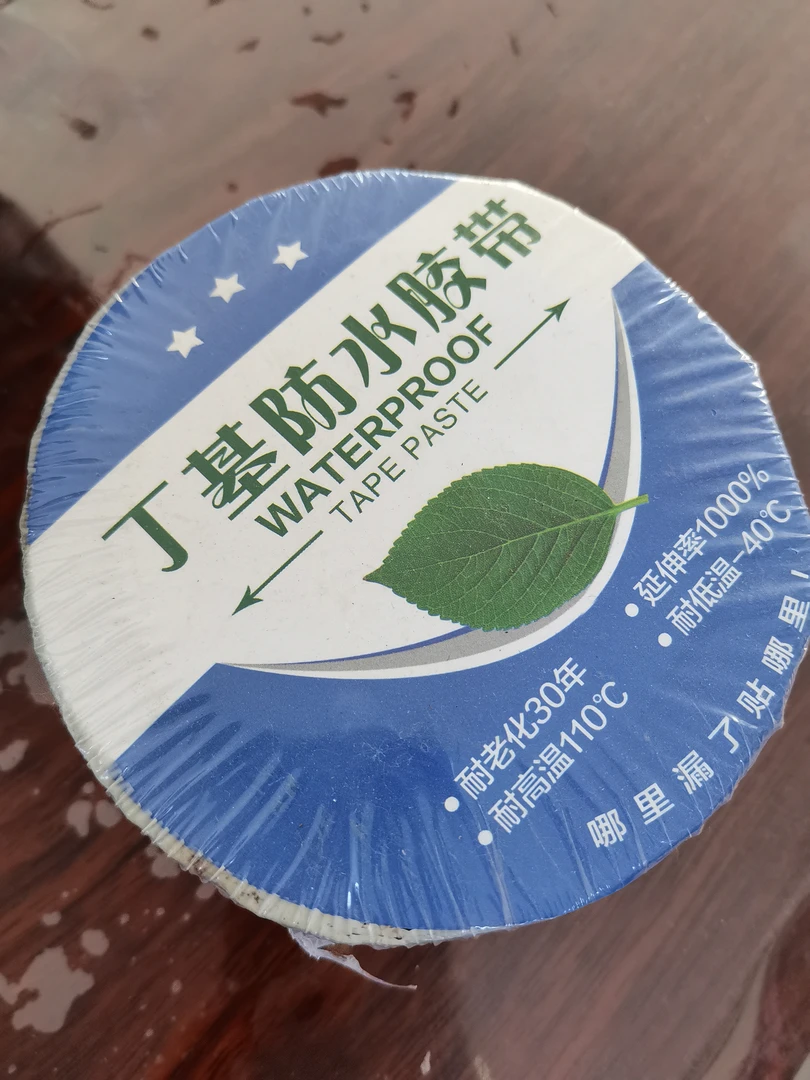 丁基防水胶带
WATERPROOF
TAPE PASTE
耐老化30年
耐高温110℃
延伸率1000%
耐低温-40℃
哪里漏了贴哪里